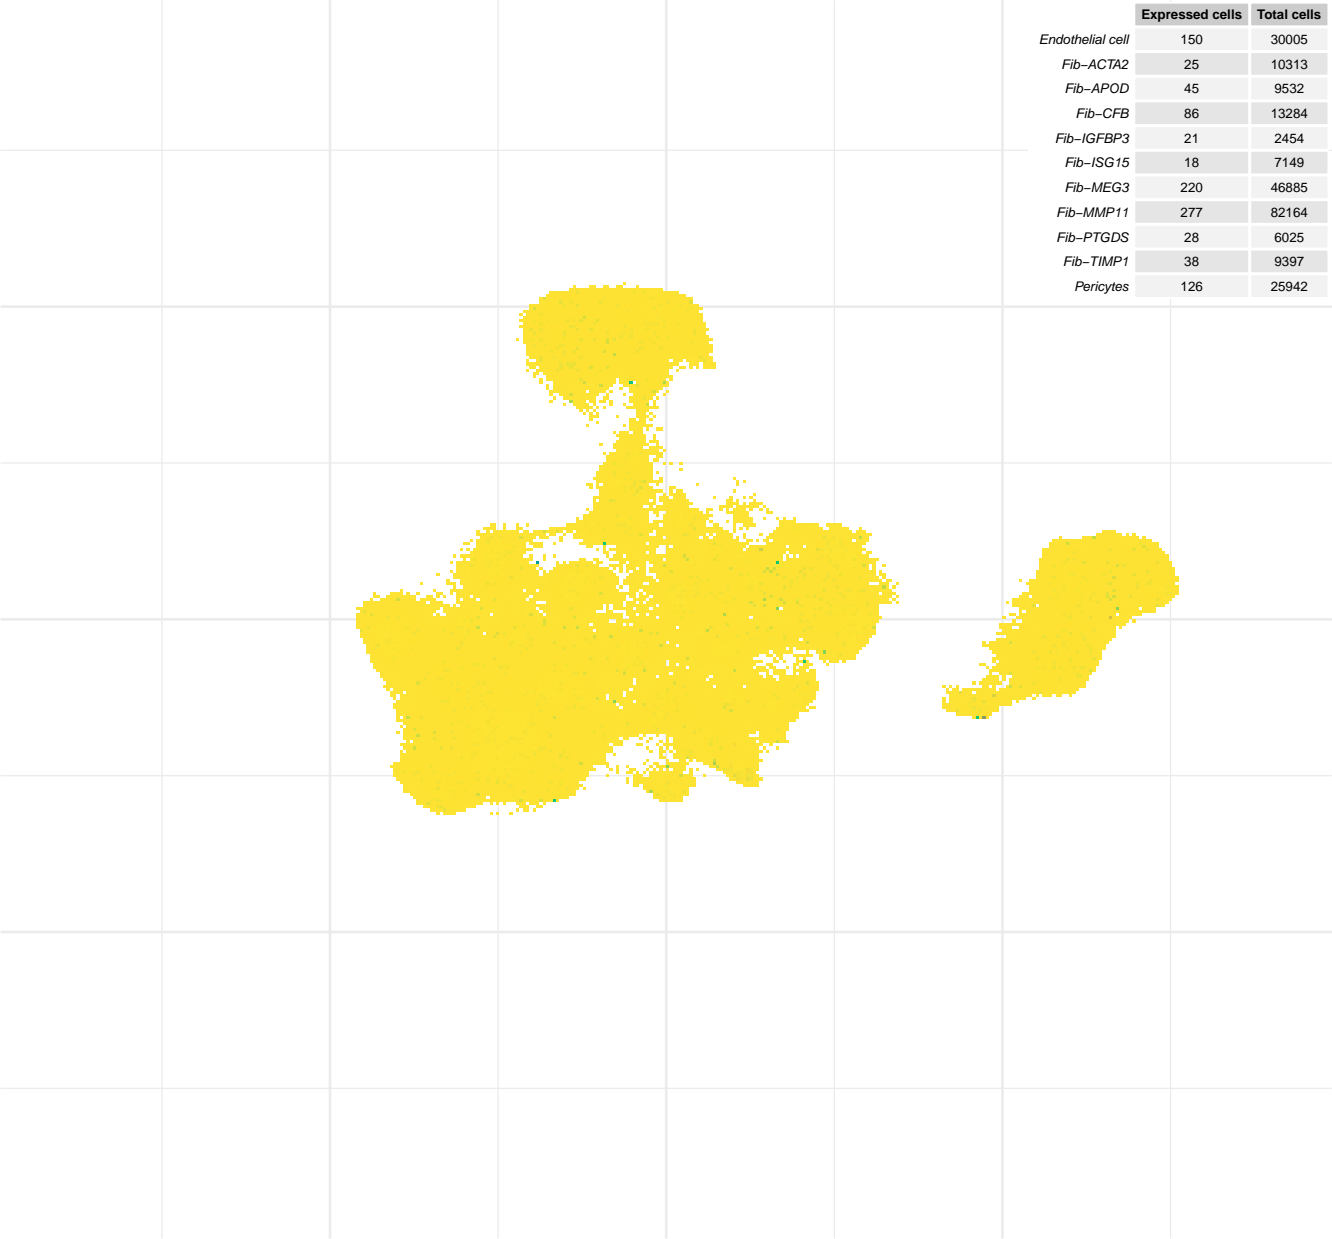 Expressed cells Total cells
Endothelial cell 150 30005
Fib−ACTA2 25 10313
Fib−APOD 45 9532
Fib−CFB 86 13284
Fib−IGFBP3 21 2454
Fib−ISG15 18 7149
Fib−MEG3 220 46885
Fib−MMP11 277 82164
Fib−PTGDS 28 6025
Fib−TIMP1 38 9397
Pericytes 126 25942